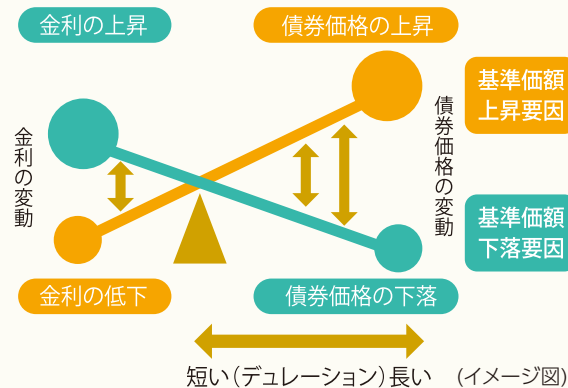 金利の上昇
債券価格の上昇
基準価額
上昇要因
金利の変動
債券価格の変動
基準価額
下落要因
金利の低下
債券価格の下落
短い（デュレーション）長い
(イメージ図)